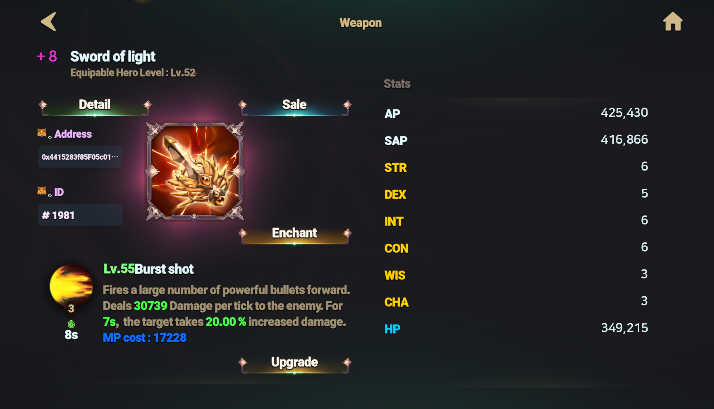 Weapon
+ 8 Sword of light
Equipable Hero Level : Lv.52
Detail
Sale
Address
0x4415283f85F05c01···
ID
# 1981
Enchant
Lv.55Burst shot
Fires a large number of powerful bullets forward.
Deals 30739 Damage per tick to the enemy. For
7s, the target takes 20.00 % increased damage.
MP cost : 17228
3
8s
Upgrade
Stats
AP 425,430
SAP 416,866
STR 6
DEX 5
INT 6
CON 6
WIS 3
CHA 3
HP 349,215